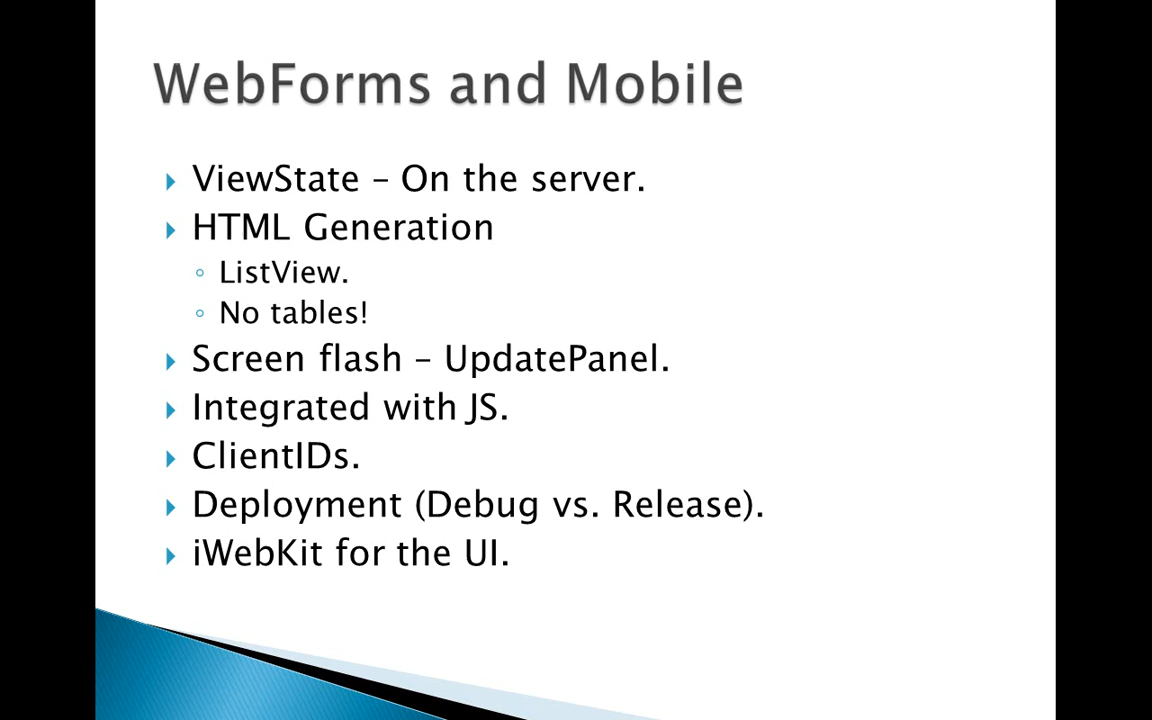 WebForms and Mobile
ViewState – On the server.
HTML Generation
ListView.
No tables!
Screen flash – UpdatePanel.
Integrated with JS.
ClientIDs.
Deployment (Debug vs. Release).
iWebKit for the UI.